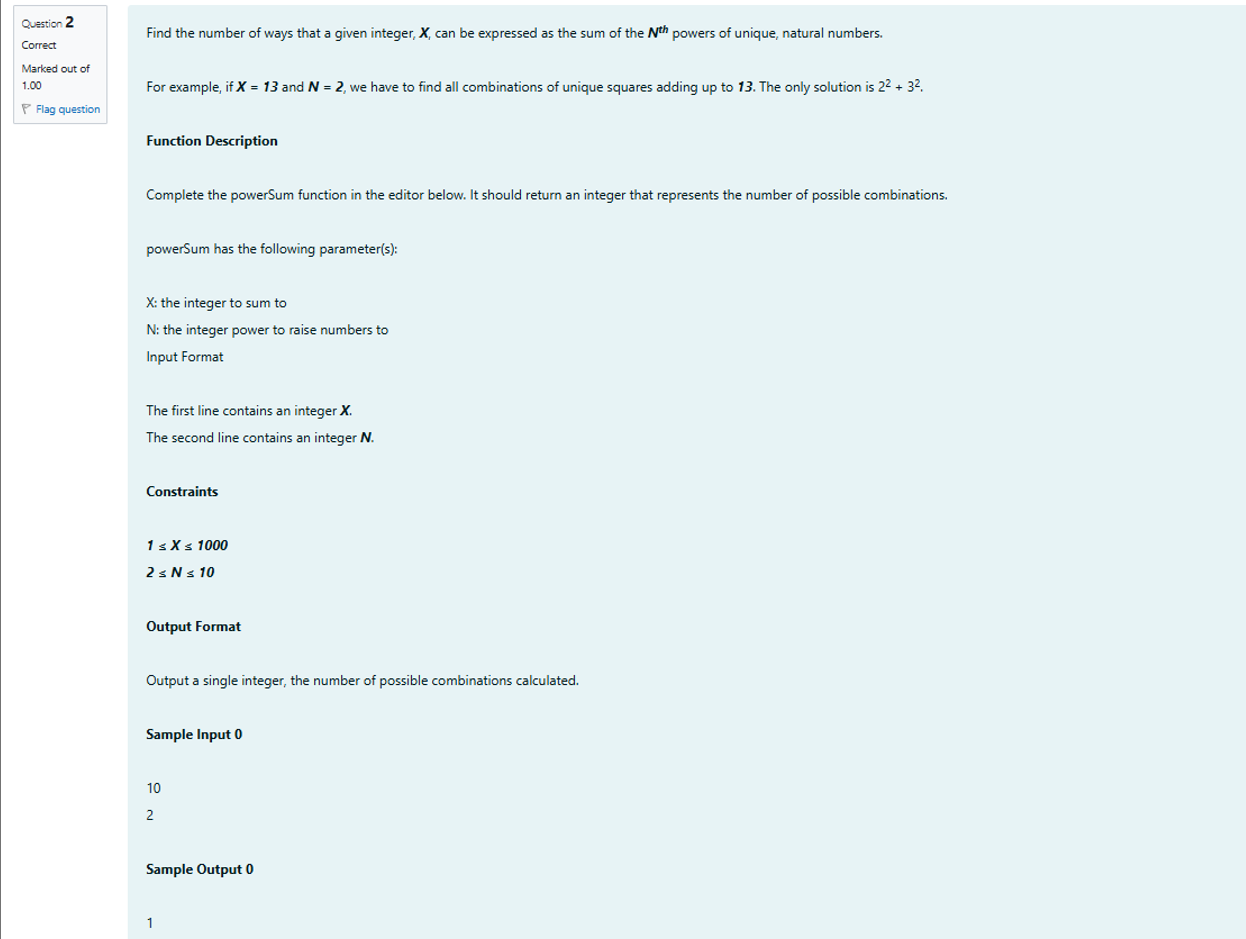 Question 2
Correct
Marked out of
1.00
Flag question
Find the number of ways that a given integer, X, can be expressed as the sum of the Nth powers of unique, natural numbers.
For example, if X = 13 and N = 2, we have to find all combinations of unique squares adding up to 13. The only solution is 2² + 3².
Function Description
Complete the powerSum function in the editor below. It should return an integer that represents the number of possible combinations.
powerSum has the following parameter(s):
X: the integer to sum to
N: the integer power to raise numbers to
Input Format
The first line contains an integer X.
The second line contains an integer N.
Constraints
1 ≤ X ≤ 1000
2 ≤ N ≤ 10
Output Format
Output a single integer, the number of possible combinations calculated.
Sample Input 0
10
2
Sample Output 0
1